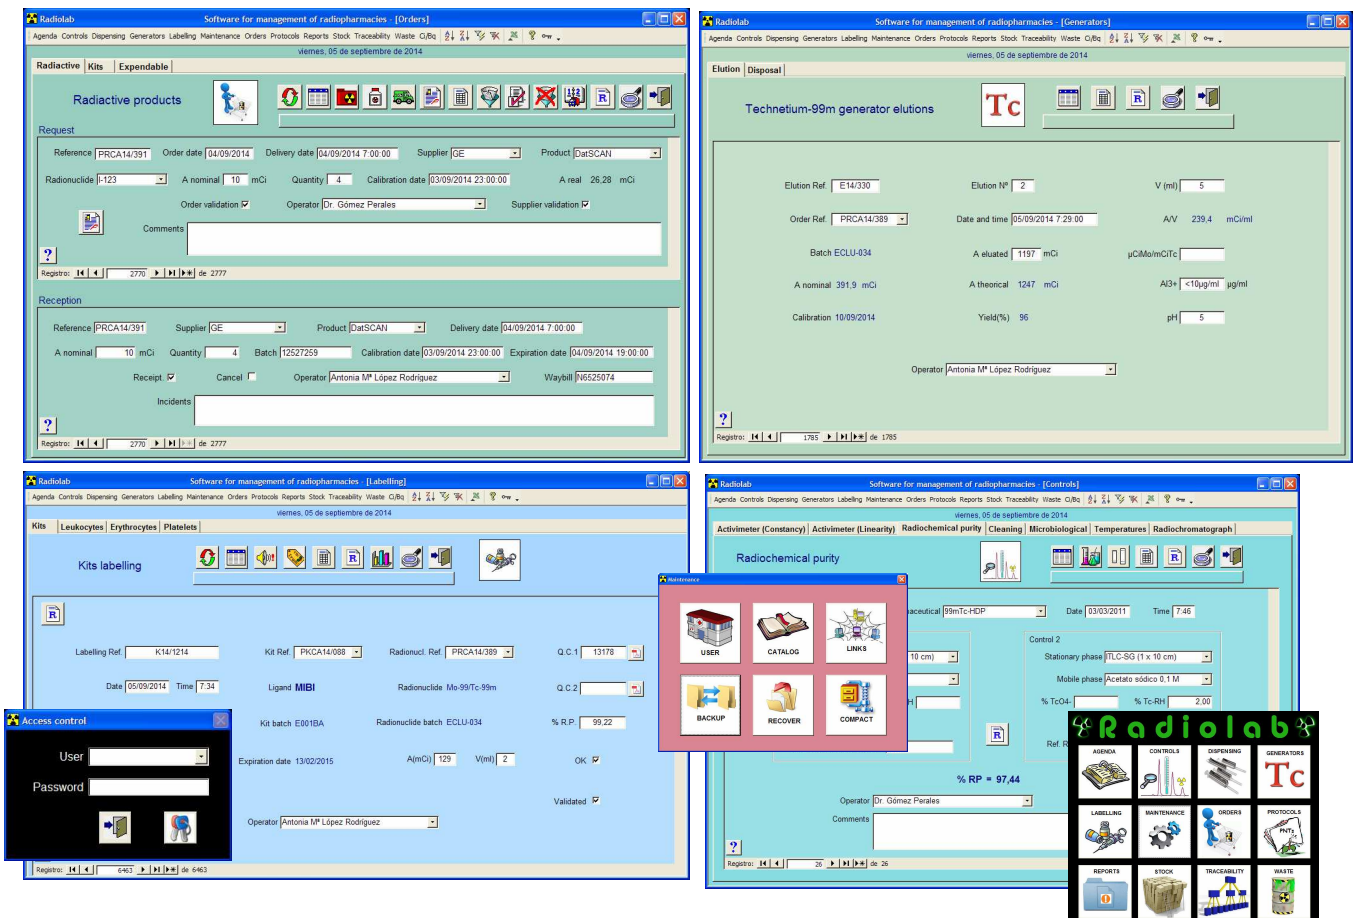 Radiolab Software for management of radiopharmacies - [Orders]
Agenda Controls Dispensing Generators Labelling Maintenance Orders Protocols Reports Stock Traceability Waste Ci/Bq
viernes, 05 de septiembre de 2014
Radiactive Kits Expendable
Radiactive products
R
Request
Reference PRCA14/391 Order date 04/09/2014 Delivery date 04/09/2014 7:00:00 Supplier GE Product DatSCAN
Radionuclide I-123 A nominal 10 mCi Quantity 4 Calibration date 03/09/2014 23:00:00 A real 26,28 mCi
Order validation Operator Dr. Gómez Perales Supplier validation
Comments
?
Registro: 2770 de 2777
Reception
Reference PRCA14/391 Supplier GE Product DatSCAN Delivery date 04/09/2014 7:00:00
A nominal 10 mCi Quantity 4 Batch 12527259 Calibration date 03/09/2014 23:00:00 Expiration date 04/09/2014 19:00:00
Receipt. Cancel Operator Antonia Mª López Rodríguez Waybill N6525074
Incidents
?
Registro: 2770 de 2777
Radiolab Software for management of radiopharmacies - [Generators]
Agenda Controls Dispensing Generators Labelling Maintenance Orders Protocols Reports Stock Traceability Waste Ci/Bq
viernes, 05 de septiembre de 2014
Elution Disposal
Technetium-99m generator elutions
Tc
R
Elution Ref. E14/330 Elution Nº 2 V (ml) 5
Order Ref. PRCA14/389 Date and time 05/09/2014 7:29:00 A/V 239,4 mCi/ml
Batch ECLU-034 A eluated 1197 mCi µCiMo/mCiTc
A nominal 391,9 mCi A theorical 1247 mCi Al3+ <10µg/ml µg/ml
Calibration 10/09/2014 Yield(%) 96 pH 5
Operator Antonia Mª López Rodríguez
?
Registro: 1785 de 1785
Radiolab Software for management of radiopharmacies - [Labelling]
Agenda Controls Dispensing Generators Labelling Maintenance Orders Protocols Reports Stock Traceability Waste Ci/Bq
viernes, 05 de septiembre de 2014
Kits Leukocytes Erythrocytes Platelets
Kits labelling
R
R
Labelling Ref. K14/1214 Kit Ref. PKCA14/088 Radionucl. Ref. PRCA14/389 Q.C.1 13178
Date 05/09/2014 Time 7:34 Ligand MIBI Radionuclide Mo-99/Tc-99m Q.C.2
Kit batch E001BA Radionuclide batch ECLU-034 % R.P. 99,22
Expiration date 13/02/2015 A(mCi) 129 V(ml) 2 OK
Validated
Operator Antonia Mª López Rodríguez
Registro: 6463 de 6463
Access control
User
Password
Radiolab Software for management of radiopharmacies - [Controls]
Agenda Controls Dispensing Generators Labelling Maintenance Orders Protocols Reports Stock Traceability Waste Ci/Bq
viernes, 05 de septiembre de 2014
Activimeter (Constancy) Activimeter (Linearity) Radiochemical purity Cleaning Microbiological Temperatures Radiochromatograph
Radiochemical purity
R
99mTc-HDP Date 03/03/2011 Time 7:46
Control 2
10 cm) Stationary phase ITLC-SG (1 x 10 cm)
Mobile phase Acetato sódico 0,1 M
% TcO4- % Tc-RH 2,00
R
Ref.
% RP = 97,44
Operator Dr. Gómez Perales
Comments
?
Registro: 26 de 26
Maintenance
USER CATALOG LINKS
BACKUP RECOVER COMPACT
Radiolab
AGENDA CONTROLS DISPENSING GENERATORS
Tc
LABELLING MAINTENANCE ORDERS PROTOCOLS
PNTs
REPORTS STOCK TRACEABILITY WASTE